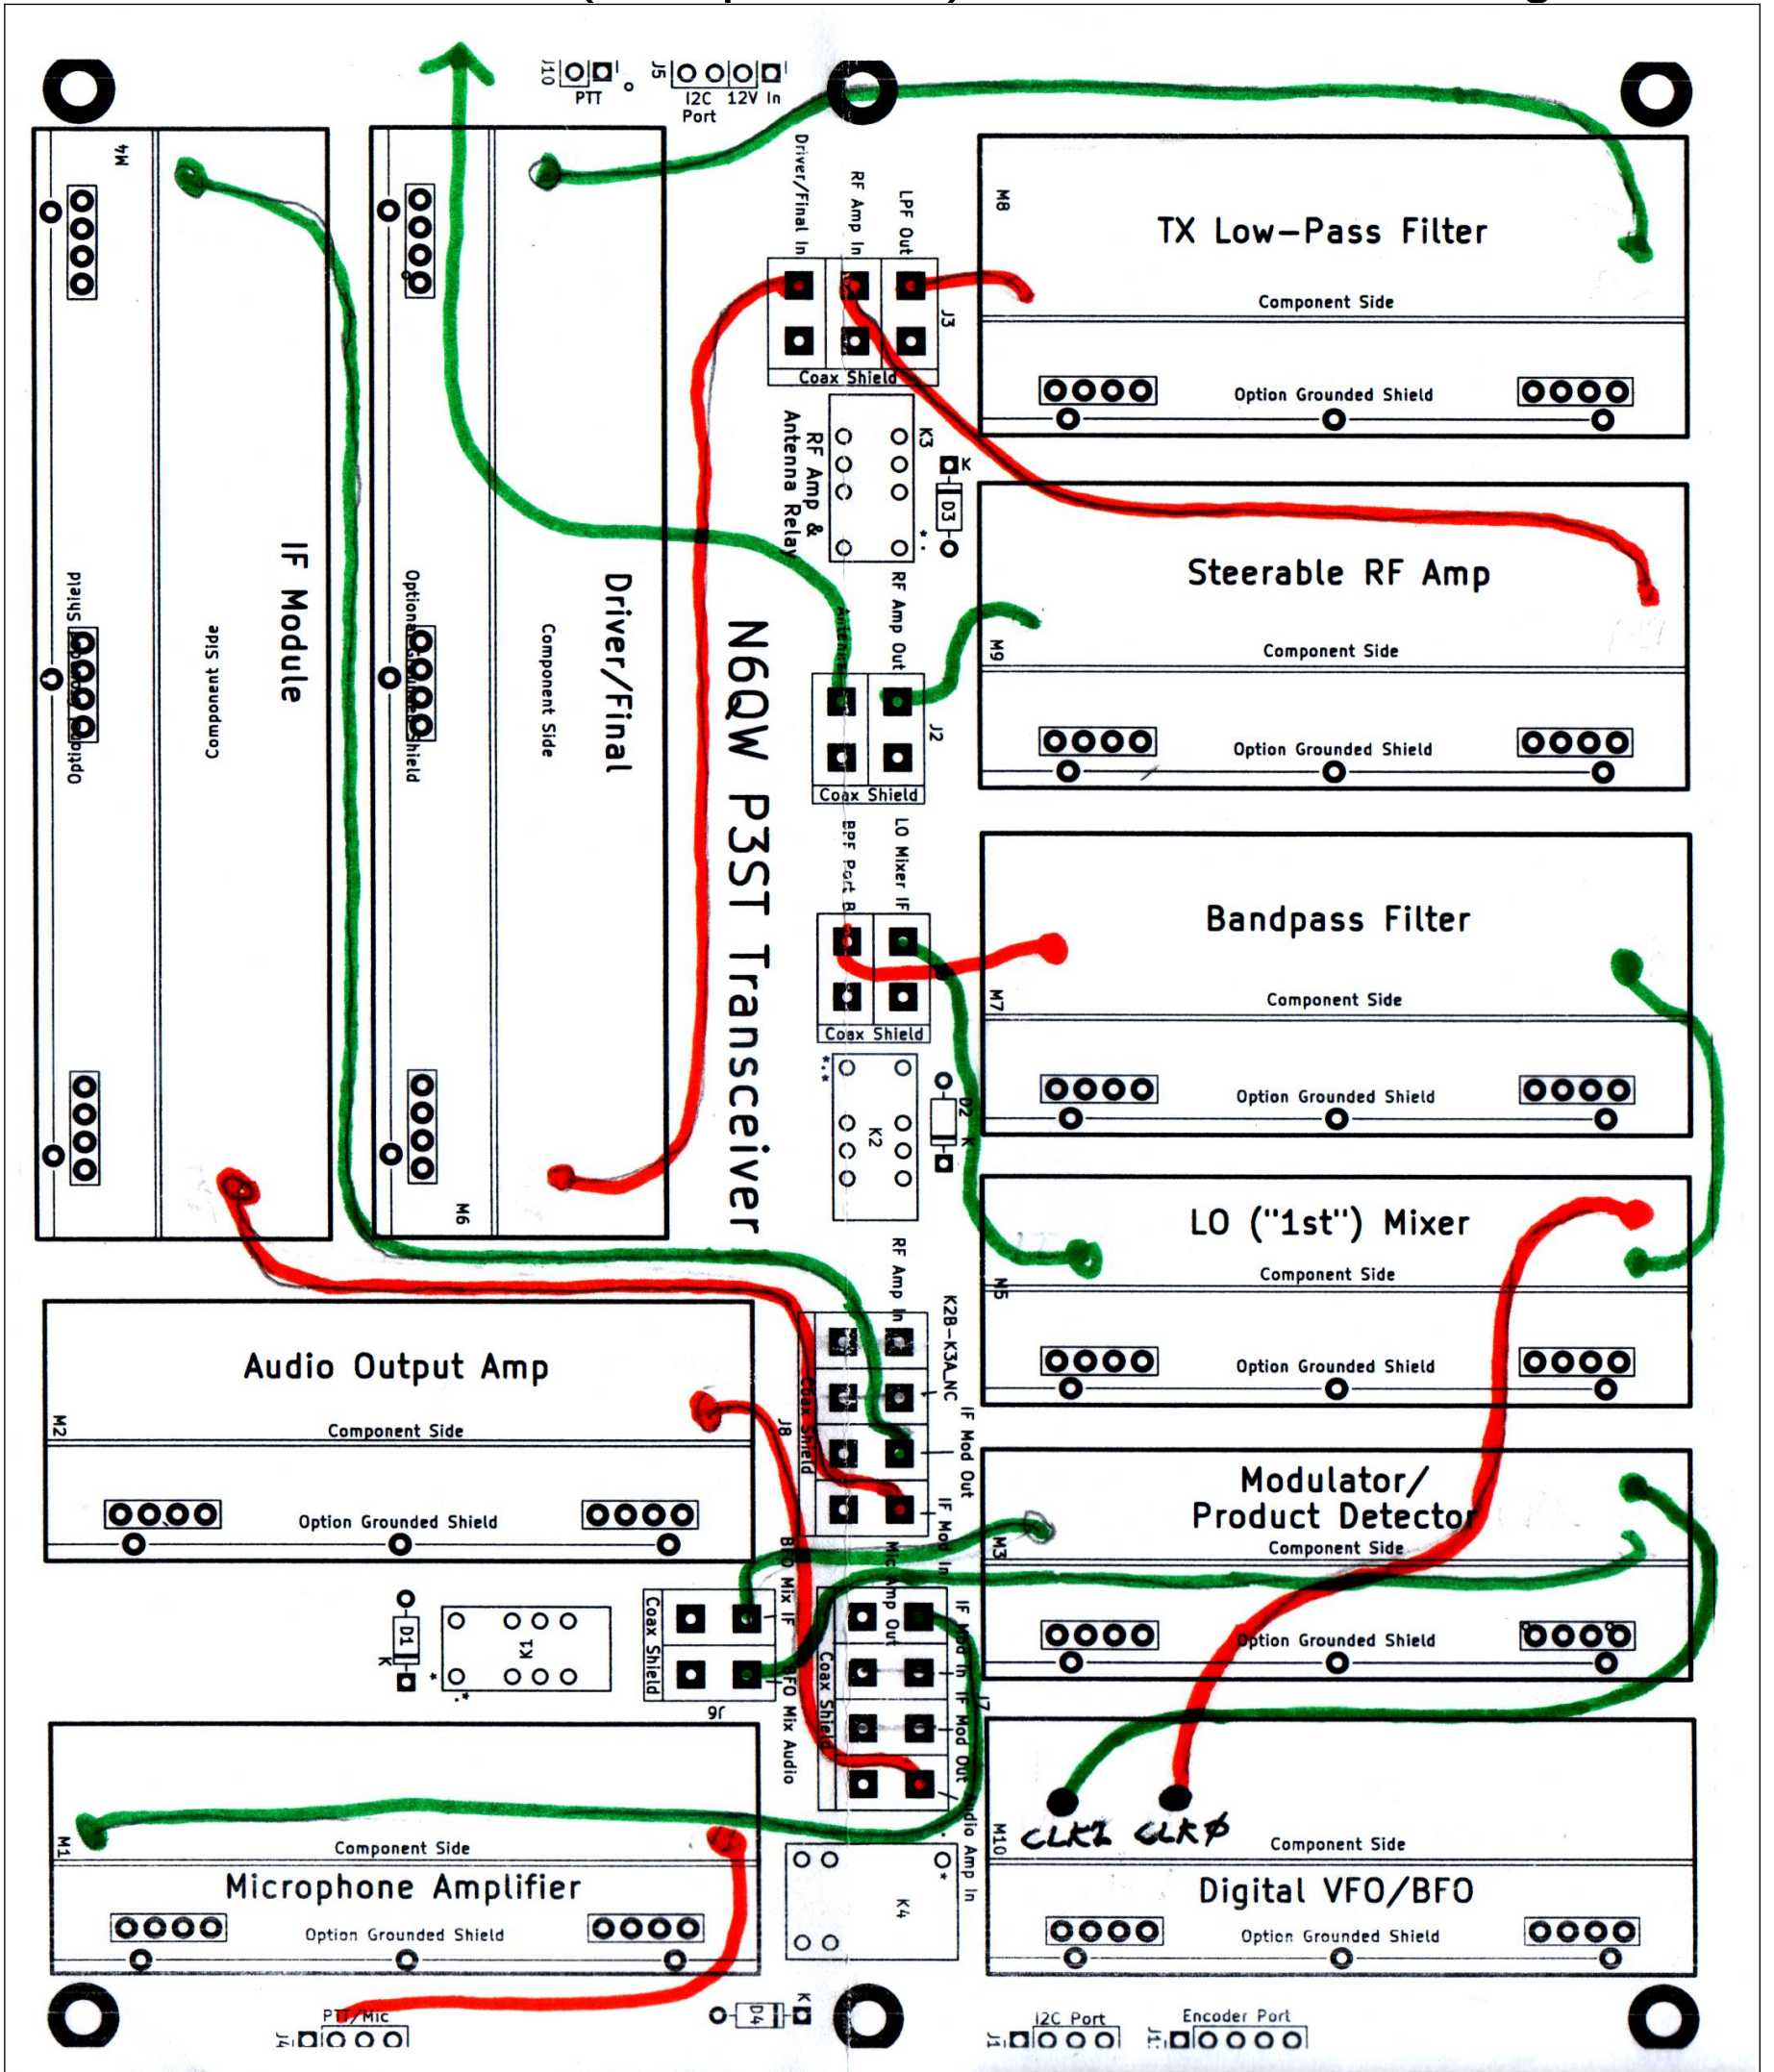 J10
PTT
J5
I2C
Port
12V In
M4
IF Module
Component Side
Driver/Final
Component Side
M6
Driver/Final In
RF Amp In
LPF Out
J3
Coax Shield
RF Amp &
Antenna Relay
K3
K
D3
N6QW P3ST Transceiver
Antenna
RF Amp Out
J2
Coax Shield
BPF Port B
LO Mixer IF
Coax Shield
K2
D2
K
M8
TX Low-Pass Filter
Component Side
Option Grounded Shield
Steerable RF Amp
M9
Component Side
Option Grounded Shield
Bandpass Filter
M7
Component Side
Option Grounded Shield
LO ("1st") Mixer
M5
Component Side
Option Grounded Shield
RF Amp In
K2B-K3A_NC
IF Mod Out
IF Mod In
Coax Shield
J8
Audio Output Amp
M2
Component Side
Option Grounded Shield
Modulator/
Product Detector
M3
Component Side
Option Grounded Shield
D1
K
K1
Coax Shield
J6
BFO Mix IF
BFO Mix Audio
Mic Amp Out
IF Mod In
IF Mod Out
Audio Amp In
Coax Shield
J7
M1
Component Side
Microphone Amplifier
Option Grounded Shield
K4
M10
CLK2 CLK0
Component Side
Digital VFO/BFO
Option Grounded Shield
PTT/Mic
J4
D4
K
I2C Port
Encoder Port